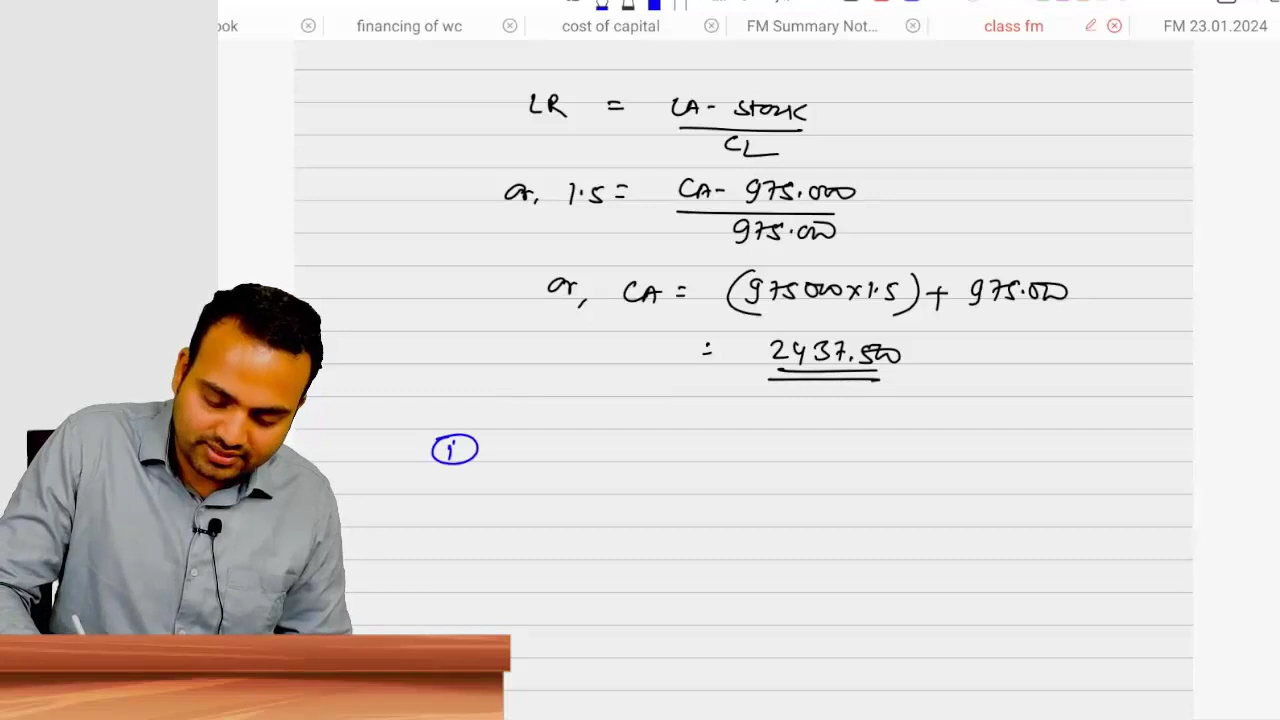 ook financing of wc cost of capital FM Summary Not... class fm FM 23.01.2024
LR = CA - stock
CL
or, 1.5 = CA - 975.000
975.000
or, CA = (975000 x 1.5) + 975.000
= 2437.500
i